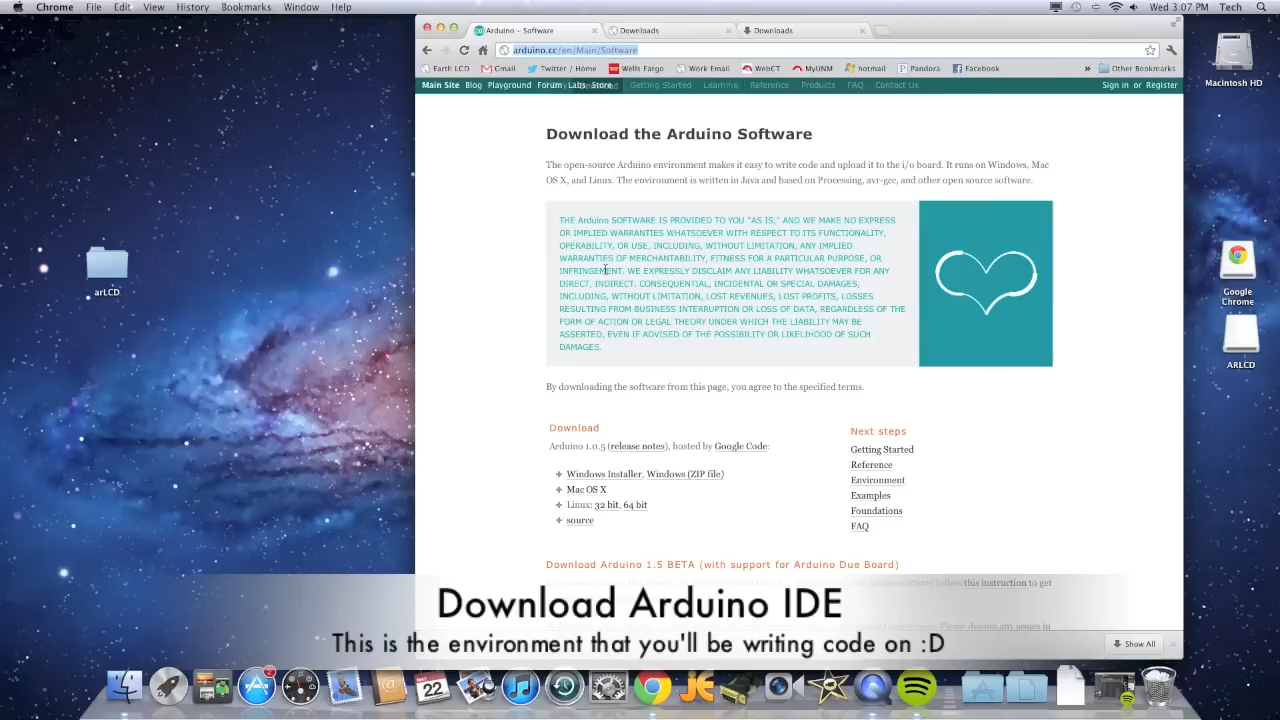 Chrome File Edit View History Bookmarks Window Help
Wed 3:07 PM Tech
Arduino - Software
Downloads
Downloads
arduino.cc/en/Main/Software
Earth LCD Gmail Twitter / Home Wells Fargo Work Email WebCT MyUNM hotmail Pandora Facebook » Other Bookmarks
Main Site Blog Playground Forum Labs Store Getting Started Learning Reference Products FAQ Contact Us Sign in or Register
Download the Arduino Software
The open-source Arduino environment makes it easy to write code and upload it to the i/o board. It runs on Windows, Mac
OS X, and Linux. The environment is written in Java and based on Processing, avr-gcc, and other open source software.
THE Arduino SOFTWARE IS PROVIDED TO YOU "AS IS," AND WE MAKE NO EXPRESS
OR IMPLIED WARRANTIES WHATSOEVER WITH RESPECT TO ITS FUNCTIONALITY,
OPERABILITY, OR USE, INCLUDING, WITHOUT LIMITATION, ANY IMPLIED
WARRANTIES OF MERCHANTABILITY, FITNESS FOR A PARTICULAR PURPOSE, OR
INFRINGEMENT. WE EXPRESSLY DISCLAIM ANY LIABILITY WHATSOEVER FOR ANY
DIRECT, INDIRECT, CONSEQUENTIAL, INCIDENTAL OR SPECIAL DAMAGES,
INCLUDING, WITHOUT LIMITATION, LOST REVENUES, LOST PROFITS, LOSSES
RESULTING FROM BUSINESS INTERRUPTION OR LOSS OF DATA, REGARDLESS OF THE
FORM OF ACTION OR LEGAL THEORY UNDER WHICH THE LIABILITY MAY BE
ASSERTED, EVEN IF ADVISED OF THE POSSIBILITY OR LIKELIHOOD OF SUCH
DAMAGES.
By downloading the software from this page, you agree to the specified terms.
Download
Arduino 1.0.5 (release notes), hosted by Google Code:
Windows Installer, Windows (ZIP file)
Mac OS X
Linux: 32 bit, 64 bit
source
Next steps
Getting Started
Reference
Environment
Examples
Foundations
FAQ
Download Arduino 1.5 BETA (with support for Arduino Due Board)
follow this instruction to get
Please discuss any issues in
Show All
Macintosh HD
Google
Chrome
ARLCD
arLCD
Download Arduino IDE
This is the environment that you'll be writing code on :D
MAY
22
2